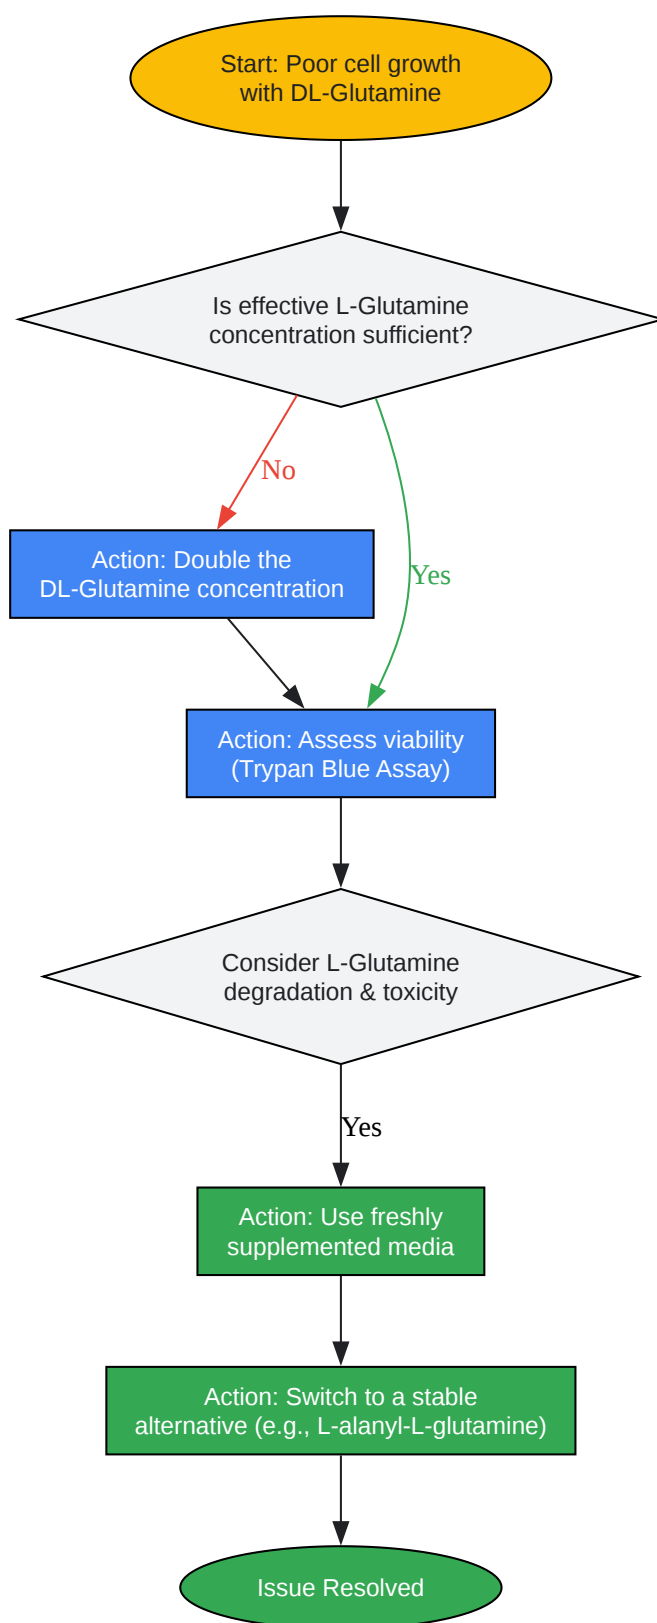 Start: Poor cell growth
with DL-Glutamine
Is effective L-Glutamine
concentration sufficient?
No
Action: Double the
DL-Glutamine concentration
Yes
Action: Assess viability
(Trypan Blue Assay)
Consider L-Glutamine
degradation & toxicity
Yes
Action: Use freshly
supplemented media
Action: Switch to a stable
alternative (e.g., L-alanyl-L-glutamine)
Issue Resolved